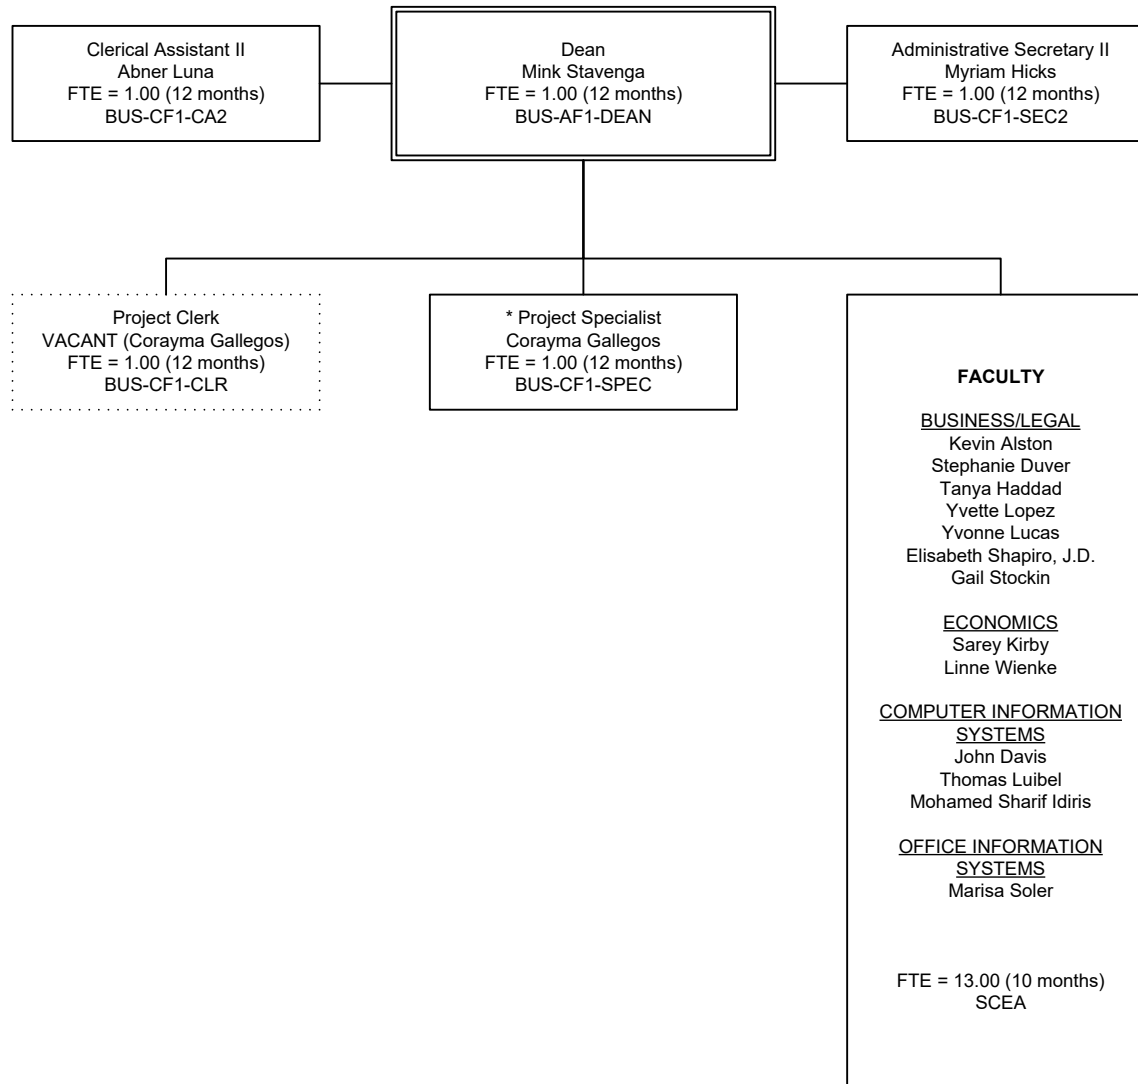 Clerical Assistant II
Abner Luna
FTE = 1.00 (12 months)
BUS-CF1-CA2
Dean
Mink Stavenga
FTE = 1.00 (12 months)
BUS-AF1-DEAN
Administrative Secretary II
Myriam Hicks
FTE = 1.00 (12 months)
BUS-CF1-SEC2
Project Clerk
VACANT (Corayma Gallegos)
FTE = 1.00 (12 months)
BUS-CF1-CLR
* Project Specialist
Corayma Gallegos
FTE = 1.00 (12 months)
BUS-CF1-SPEC
FACULTY
BUSINESS/LEGAL
Kevin Alston
Stephanie Duver
Tanya Haddad
Yvette Lopez
Yvonne Lucas
Elisabeth Shapiro, J.D.
Gail Stockin
ECONOMICS
Sarey Kirby
Linne Wienke
COMPUTER INFORMATION
SYSTEMS
John Davis
Thomas Luibel
Mohamed Sharif Idiris
OFFICE INFORMATION
SYSTEMS
Marisa Soler
FTE = 13.00 (10 months)
SCEA